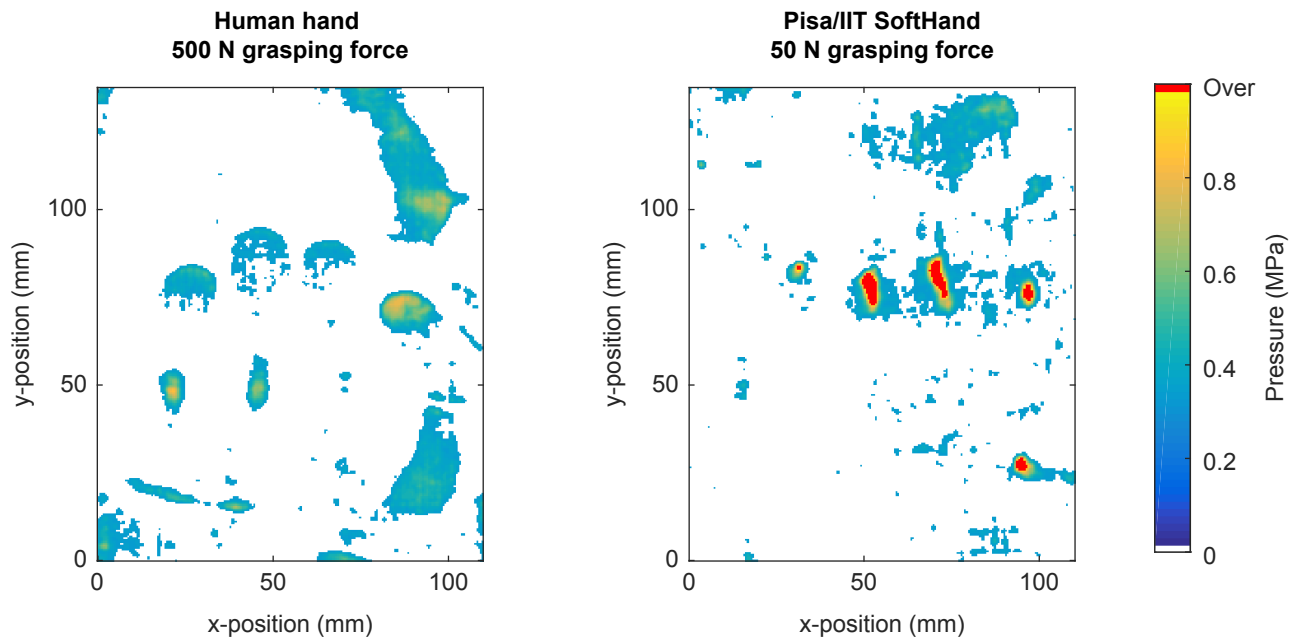 Human hand
500 N grasping force
Pisa/IIT SoftHand
50 N grasping force
y-position (mm)
100
50
0
0
50
100
x-position (mm)
y-position (mm)
100
50
0
0
50
100
x-position (mm)
Over
0.8
0.6
0.4
0.2
0
Pressure (MPa)